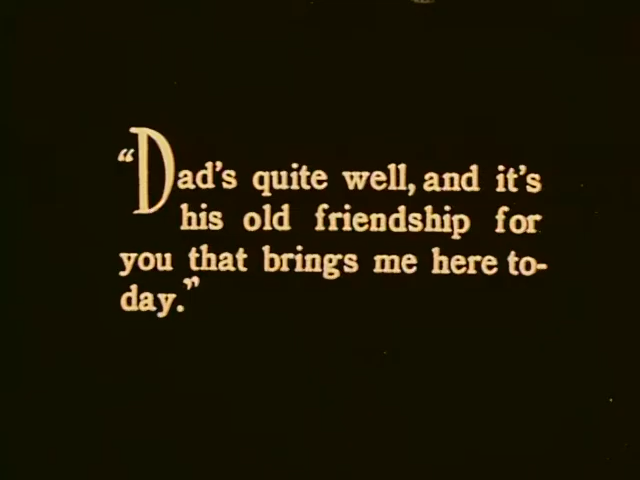 “Dad's quite well, and it's
his old friendship for
you that brings me here to-
day.”